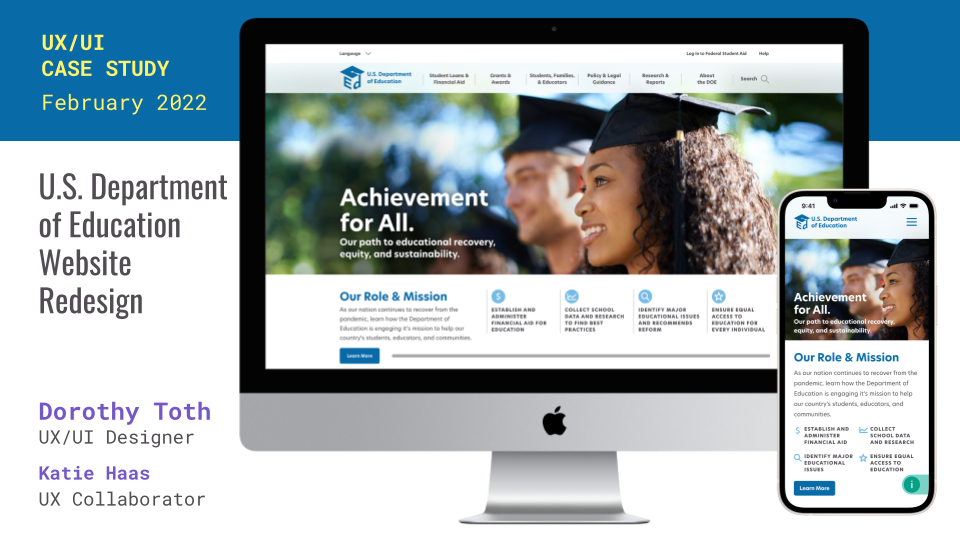 UX/UI
CASE STUDY
February 2022
U.S. Department
of Education
Website
Redesign
Dorothy Toth
UX/UI Designer
Katie Haas
UX Collaborator
Language
Log in to Federal Student Aid
Help
U.S. Department
of Education
Student Loans &
Financial Aid
Grants &
Awards
Students, Families,
& Educators
Policy & Legal
Guidance
Research &
Reports
About
the DOE
Search
Achievement
for All.
Our path to educational recovery,
equity, and sustainability.
Our Role & Mission
As our nation continues to recover from the
pandemic, learn how the Department of
Education is engaging it's mission to help our
country's students, educators, and communities.
Learn More
$
ESTABLISH AND
ADMINISTER
FINANCIAL AID FOR
EDUCATION
COLLECT SCHOOL
DATA AND RESEARCH
TO FIND BEST
PRACTICES
IDENTIFY MAJOR
EDUCATIONAL ISSUES
AND RECOMMENDS
REFORM
ENSURE EQUAL
ACCESS TO
EDUCATION FOR
EVERY INDIVIDUAL
9:41
U.S. Department
of Education
Achievement
for All.
Our path to educational recovery,
equity, and sustainability.
Our Role & Mission
As our nation continues to recover from the
pandemic, learn how the Department of
Education is engaging it's mission to help
our country's students, educators, and
communities.
$
ESTABLISH AND
ADMINISTER
FINANCIAL AID
COLLECT
SCHOOL DATA
AND RESEARCH
IDENTIFY MAJOR
EDUCATIONAL
ISSUES
ENSURE EQUAL
ACCESS TO
EDUCATION
Learn More
i